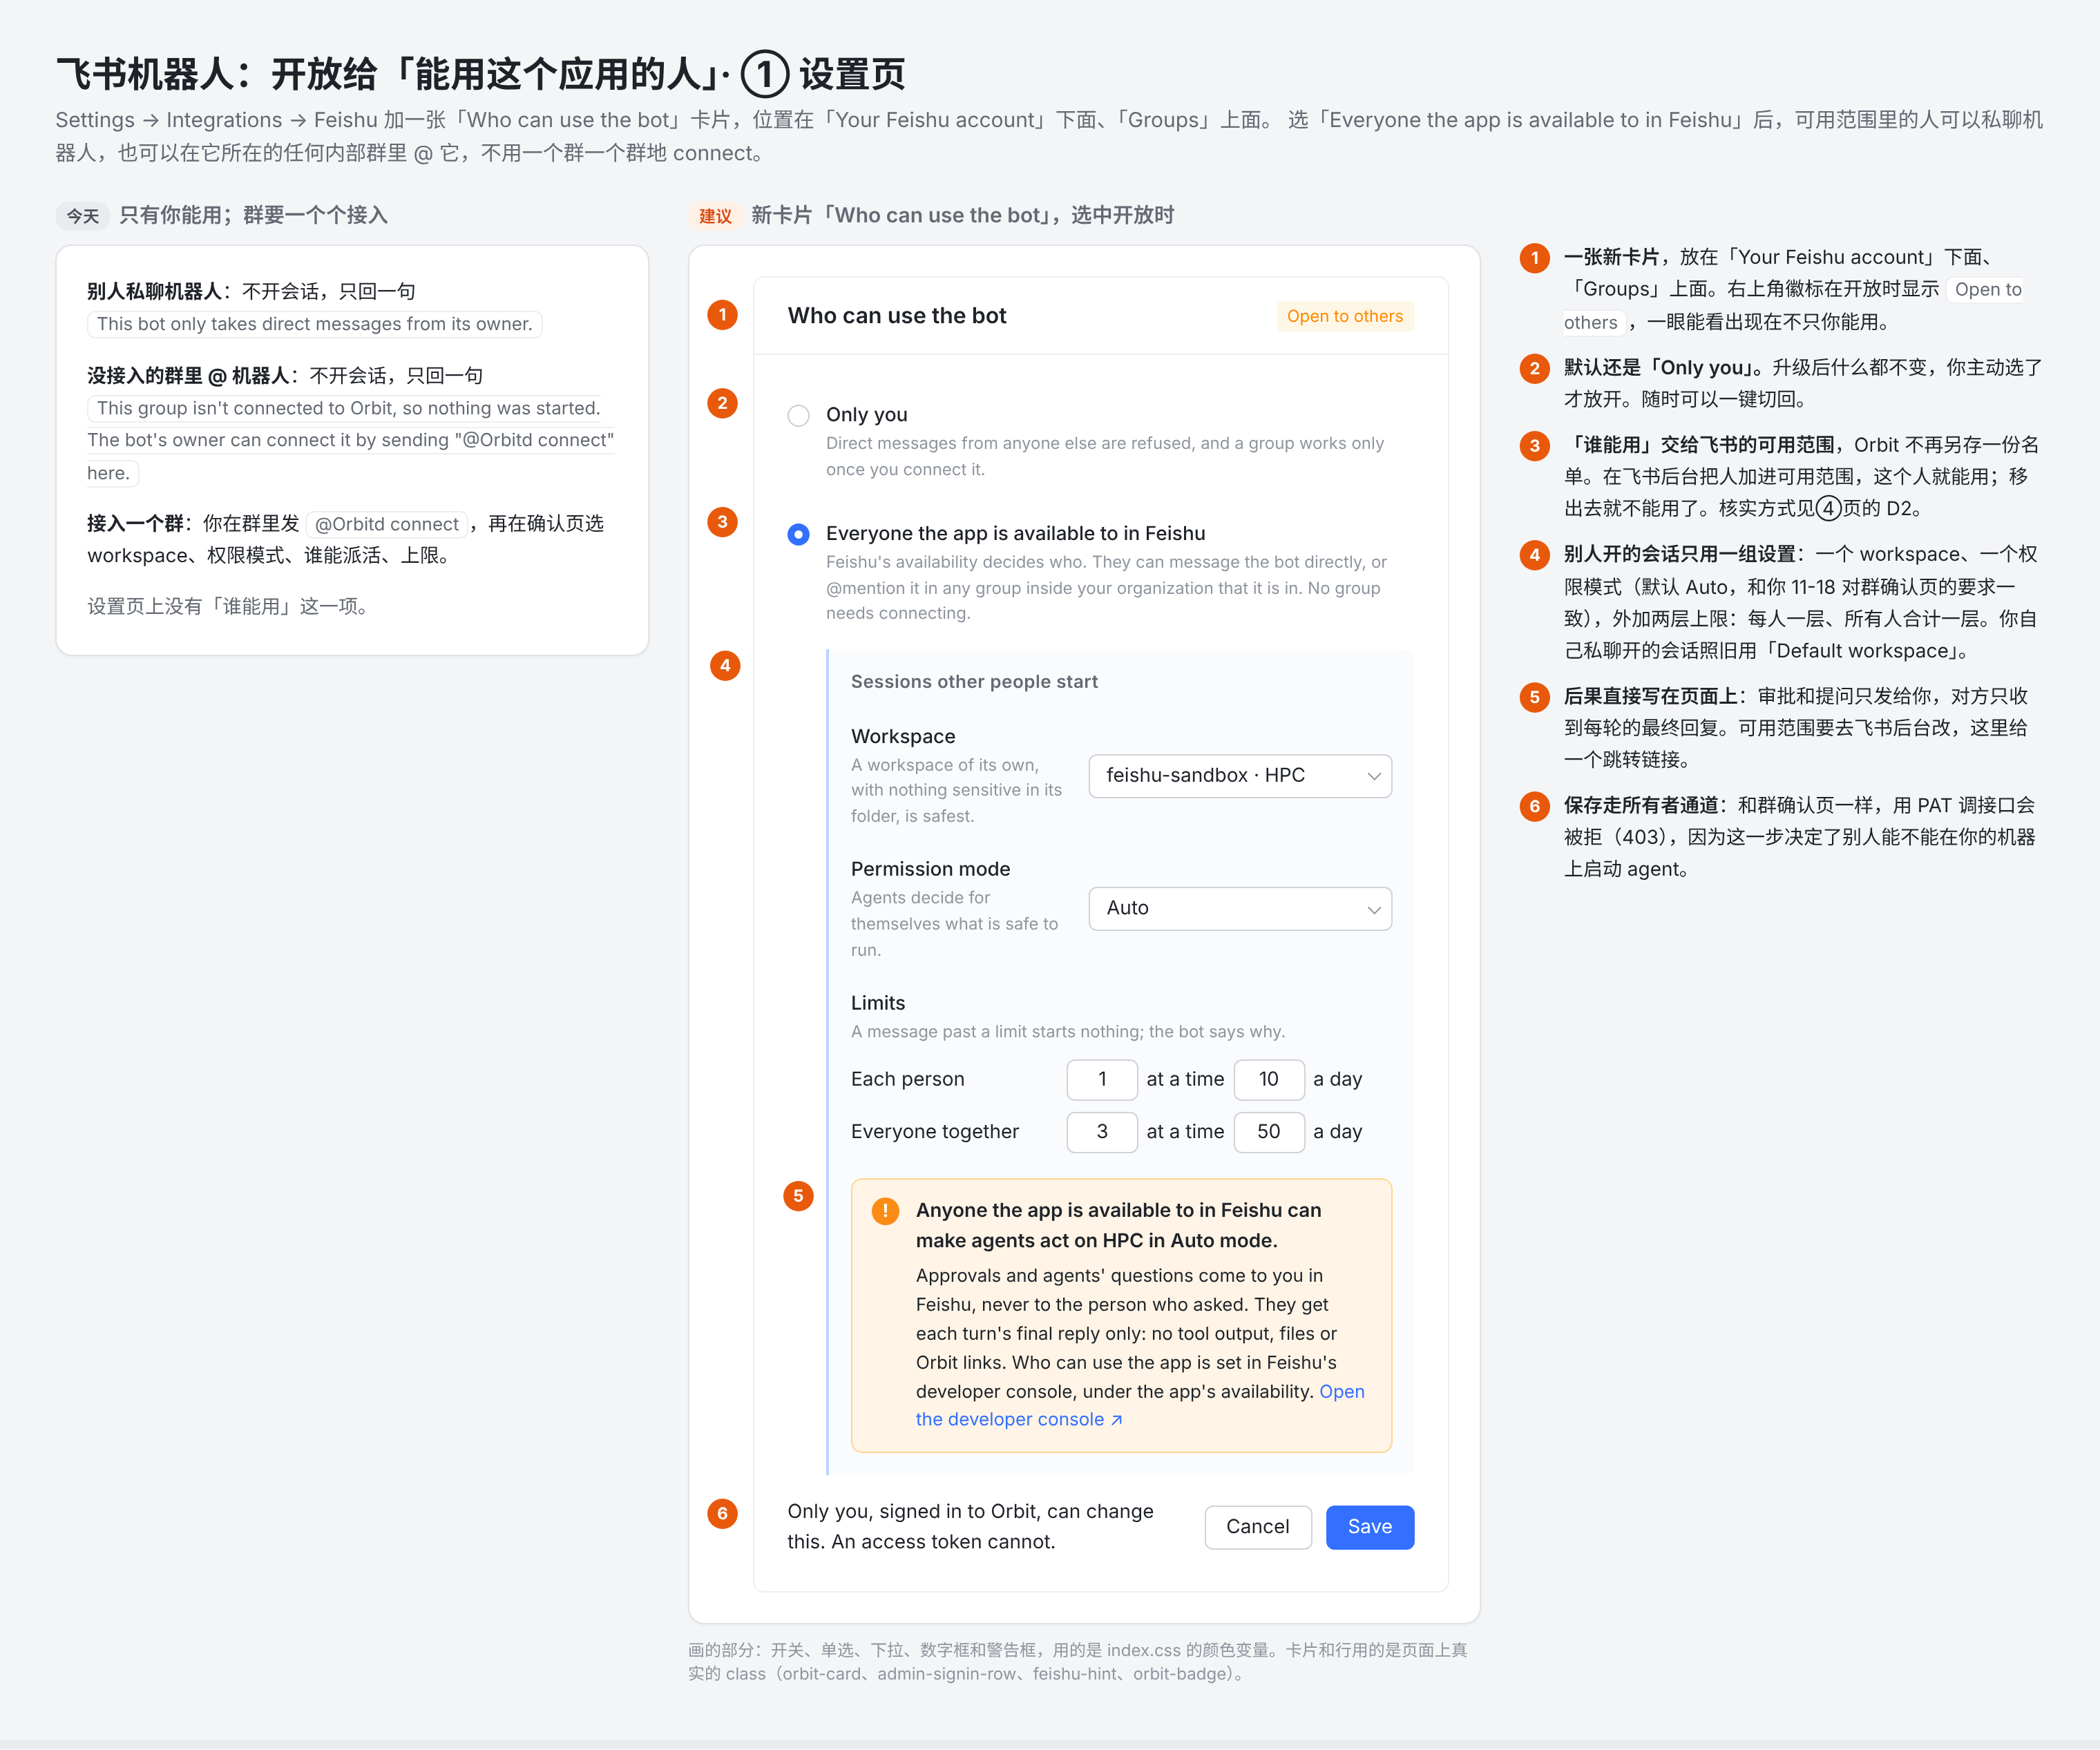 飞书机器人：开放给「能用这个应用的人」· ① 设置页
Settings → Integrations → Feishu 加一张「Who can use the bot」卡片，位置在「Your Feishu account」下面、「Groups」上面。 选「Everyone the app is available to in Feishu」后，可用范围里的人可以私聊机
器人，也可以在它所在的任何内部群里 @ 它，不用一个群一个群地 connect。
今天 只有你能用；群要一个个接入
别人私聊机器人：不开会话，只回一句
This bot only takes direct messages from its owner.
没接入的群里 @ 机器人：不开会话，只回一句
This group isn't connected to Orbit, so nothing was started.
The bot's owner can connect it by sending "@Orbitd connect"
here.
接入一个群：你在群里发 @Orbitd connect，再在确认页选
workspace、权限模式、谁能派活、上限。
设置页上没有「谁能用」这一项。
建议 新卡片「Who can use the bot」，选中开放时
1 Who can use the bot Open to others
2 Only you
Direct messages from anyone else are refused, and a group works only
once you connect it.
3 Everyone the app is available to in Feishu
Feishu's availability decides who. They can message the bot directly, or
@mention it in any group inside your organization that it is in. No group
needs connecting.
4 Sessions other people start
Workspace
A workspace of its own,
with nothing sensitive in its
folder, is safest.
feishu-sandbox · HPC
Permission mode
Agents decide for
themselves what is safe to
run.
Auto
Limits
A message past a limit starts nothing; the bot says why.
Each person 1 at a time 10 a day
Everyone together 3 at a time 50 a day
5 ! Anyone the app is available to in Feishu can
make agents act on HPC in Auto mode.
Approvals and agents' questions come to you in
Feishu, never to the person who asked. They get
each turn's final reply only: no tool output, files or
Orbit links. Who can use the app is set in Feishu's
developer console, under the app's availability. Open
the developer console ↗
6 Only you, signed in to Orbit, can change
this. An access token cannot.
Cancel Save
画的部分：开关、单选、下拉、数字框和警告框，用的是 index.css 的颜色变量。卡片和行用的是页面上真
实的 class（orbit-card、admin-signin-row、feishu-hint、orbit-badge）。
1 一张新卡片，放在「Your Feishu account」下面、
「Groups」上面。右上角徽标在开放时显示 Open to
others，一眼能看出现在不只你能用。
2 默认还是「Only you」。升级后什么都不变，你主动选了
才放开。随时可以一键切回。
3 「谁能用」交给飞书的可用范围，Orbit 不再另存一份名
单。在飞书后台把人加进可用范围，这个人就能用；移
出去就不能用了。核实方式见④页的 D2。
4 别人开的会话只用一组设置：一个 workspace、一个权
限模式（默认 Auto，和你 11-18 对群确认页的要求一
致），外加两层上限：每人一层、所有人合计一层。你自
己私聊开的会话照旧用「Default workspace」。
5 后果直接写在页面上：审批和提问只发给你，对方只收
到每轮的最终回复。可用范围要去飞书后台改，这里给
一个跳转链接。
6 保存走所有者通道：和群确认页一样，用 PAT 调接口会
被拒（403），因为这一步决定了别人能不能在你的机器
上启动 agent。